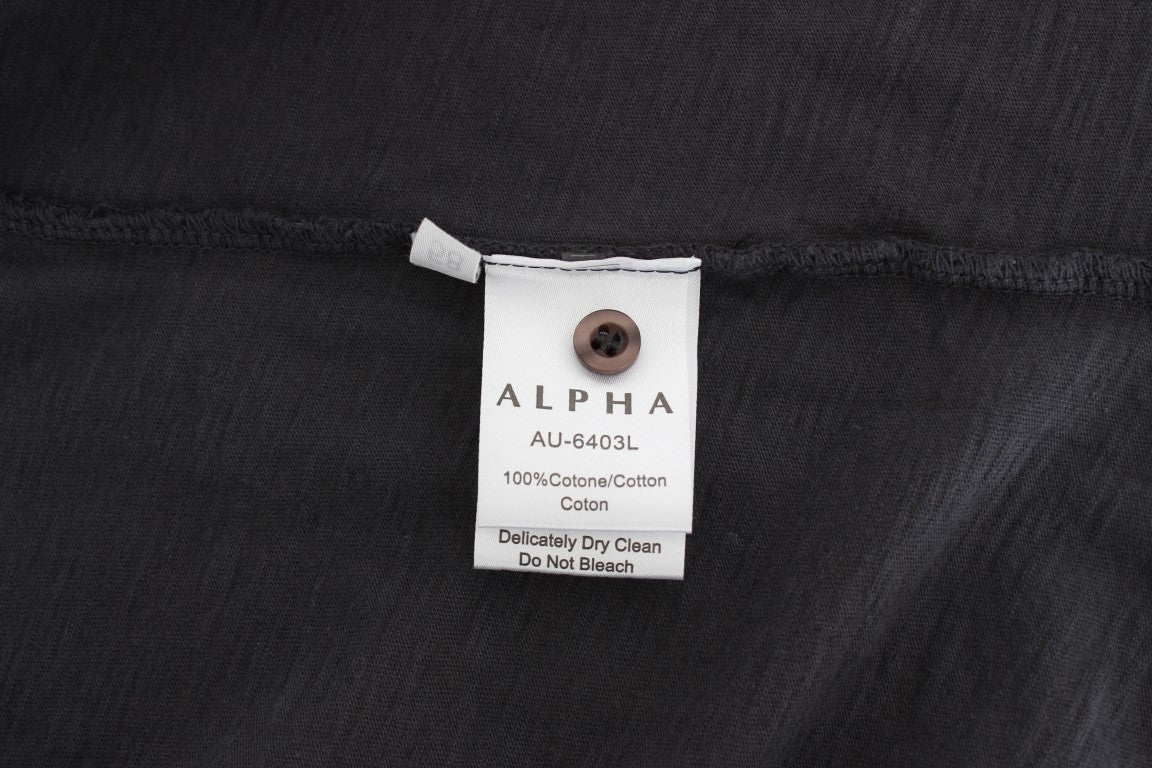 ALPHA
AU-6403L
100%Cotone/Cotton
Coton
Delicately Dry Clean
Do Not Bleach